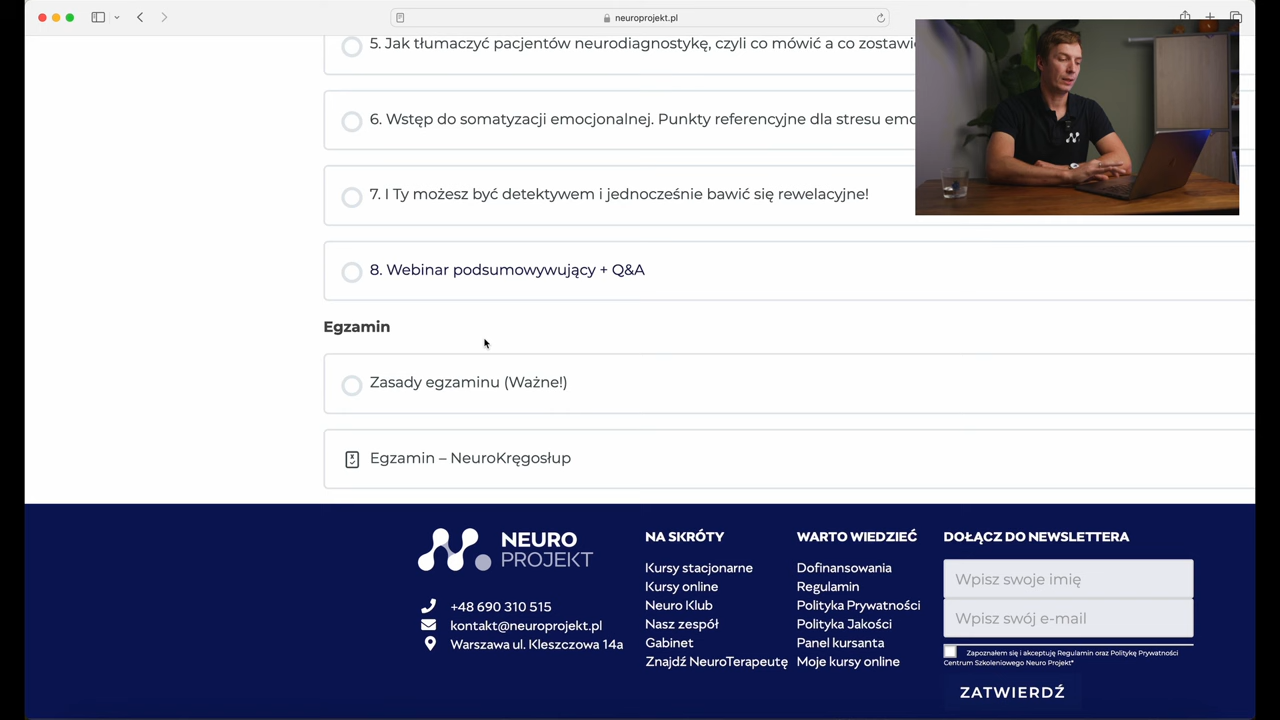 neuroprojekt.pl
5. Jak tłumaczyć pacjentów neurodiagnostykę, czyli co mówić a co
6. Wstęp do somatyzacji emocjonalnej. Punkty referencyjne dla stresu
7. I Ty możesz być detektywem i jednocześnie bawić się rewelacyjne!
8. Webinar podsumowywujący + Q&A
Egzamin
Zasady egzaminu (Ważne!)
Egzamin – NeuroKręgosłup
NEURO
PROJEKT
+48 690 310 515
kontakt@neuroprojekt.pl
Warszawa ul. Kleszczowa 14a
NA SKRÓTY
Kursy stacjonarne
Kursy online
Neuro Klub
Nasz zespół
Gabinet
Znajdź NeuroTerapeutę
WARTO WIEDZIEĆ
Dofinansowania
Regulamin
Polityka Prywatności
Polityka Jakości
Panel kursanta
Moje kursy online
DOŁĄCZ DO NEWSLETTERA
Wpisz swoje imię
Wpisz swój e-mail
Zapoznałem się i akceptuję Regulamin oraz Politykę Prywatności
Centrum Szkoleniowego Neuro Projekt*
ZATWIERDŹ